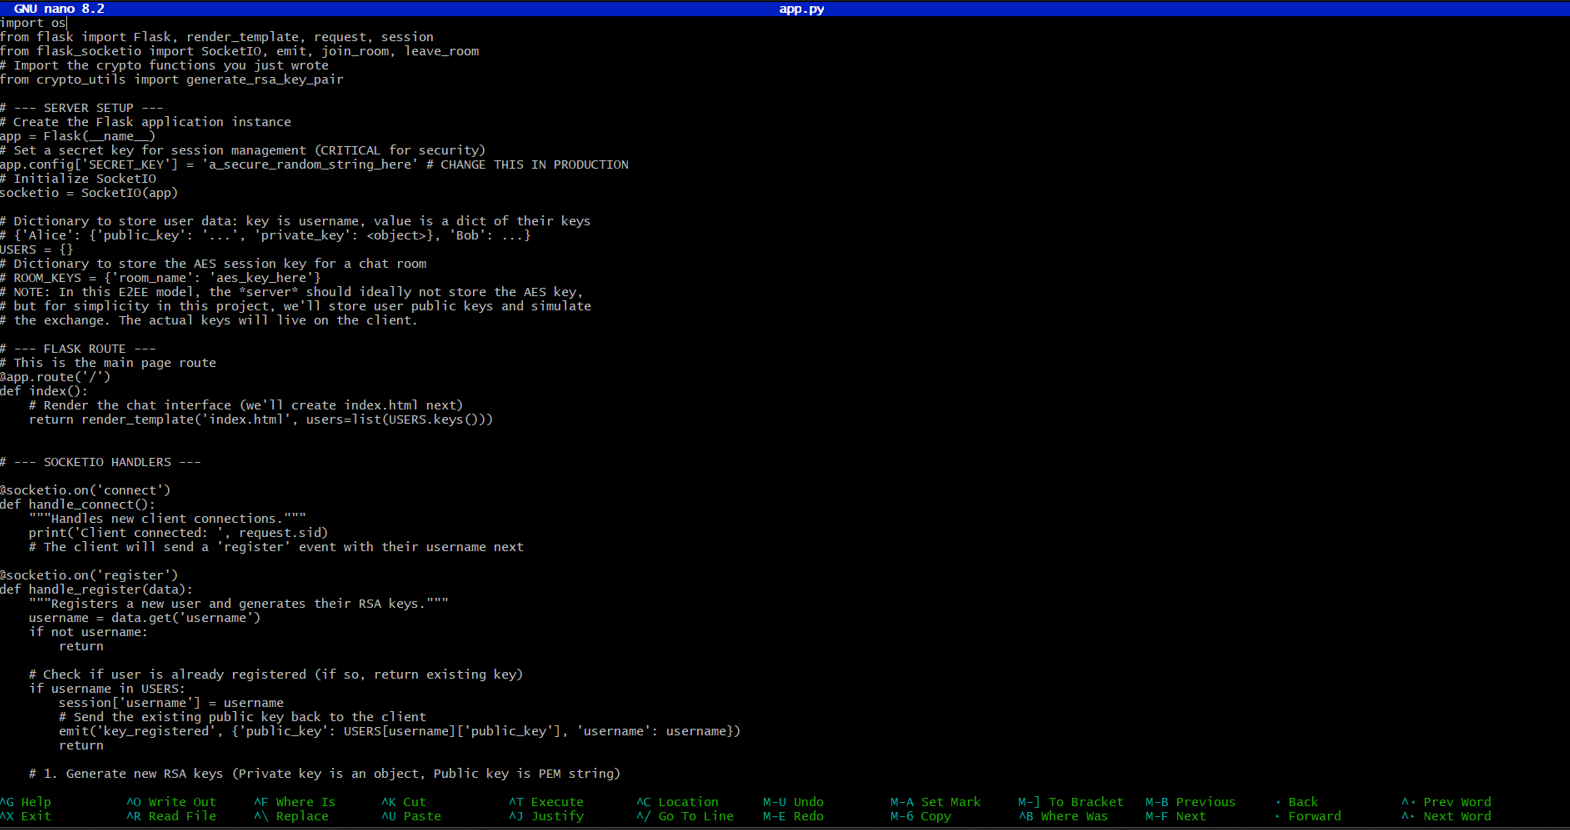 GNU nano 8.2 app.py
import os
from flask import Flask, render_template, request, session
from flask_socketio import SocketIO, emit, join_room, leave_room
# Import the crypto functions you just wrote
from crypto_utils import generate_rsa_key_pair

# --- SERVER SETUP ---
# Create the Flask application instance
app = Flask(__name__)
# Set a secret key for session management (CRITICAL for security)
app.config['SECRET_KEY'] = 'a_secure_random_string_here' # CHANGE THIS IN PRODUCTION
# Initialize SocketIO
socketio = SocketIO(app)

# Dictionary to store user data: key is username, value is a dict of their keys
# {'Alice': {'public_key': '...', 'private_key': <object>}, 'Bob': ...}
USERS = {}
# Dictionary to store the AES session key for a chat room
# ROOM_KEYS = {'room_name': 'aes_key_here'}
# NOTE: In this E2EE model, the *server* should ideally not store the AES key,
# but for simplicity in this project, we'll store user public keys and simulate
# the exchange. The actual keys will live on the client.

# --- FLASK ROUTE ---
# This is the main page route
@app.route('/')
def index():
    # Render the chat interface (we'll create index.html next)
    return render_template('index.html', users=list(USERS.keys()))


# --- SOCKETIO HANDLERS ---

@socketio.on('connect')
def handle_connect():
    """Handles new client connections."""
    print('Client connected: ', request.sid)
    # The client will send a 'register' event with their username next

@socketio.on('register')
def handle_register(data):
    """Registers a new user and generates their RSA keys."""
    username = data.get('username')
    if not username:
        return

    # Check if user is already registered (if so, return existing key)
    if username in USERS:
        session['username'] = username
        # Send the existing public key back to the client
        emit('key_registered', {'public_key': USERS[username]['public_key'], 'username': username})
        return

    # 1. Generate new RSA keys (Private key is an object, Public key is PEM string)

^G Help ^O Write Out ^F Where Is ^K Cut ^T Execute ^C Location M-U Undo M-A Set Mark M-] To Bracket M-B Previous ◂ Back ^◂ Prev Word
^X Exit ^R Read File ^\ Replace ^U Paste ^J Justify ^/ Go To Line M-E Redo M-6 Copy ^B Where Was M-F Next ▸ Forward ^▸ Next Word